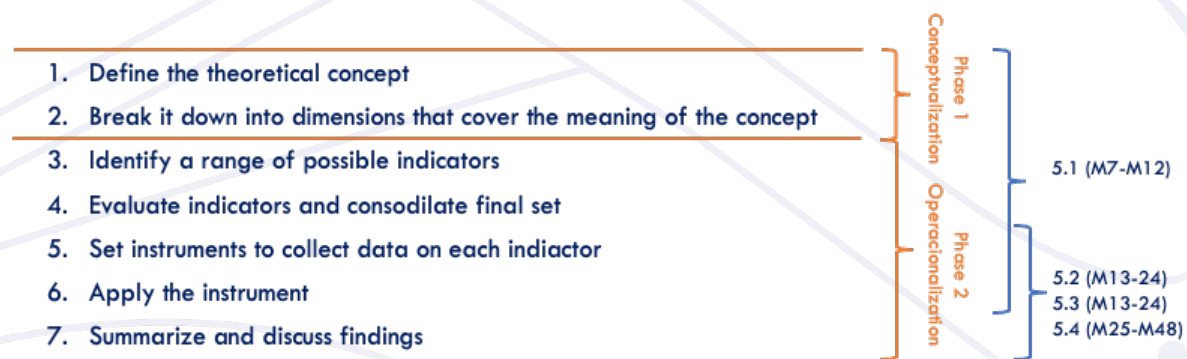 1. Define the theoretical concept
2. Break it down into dimensions that cover the meaning of the concept
3. Identify a range of possible indicators
4. Evaluate indicators and consodilate final set
5. Set instruments to collect data on each indiactor
6. Apply the instrument
7. Summarize and discuss findings
Phase 1
Conceptualization
Phase 2
Operacionalization
5.1 (M7-M12)
5.2 (M13-24)
5.3 (M13-24)
5.4 (M25-M48)